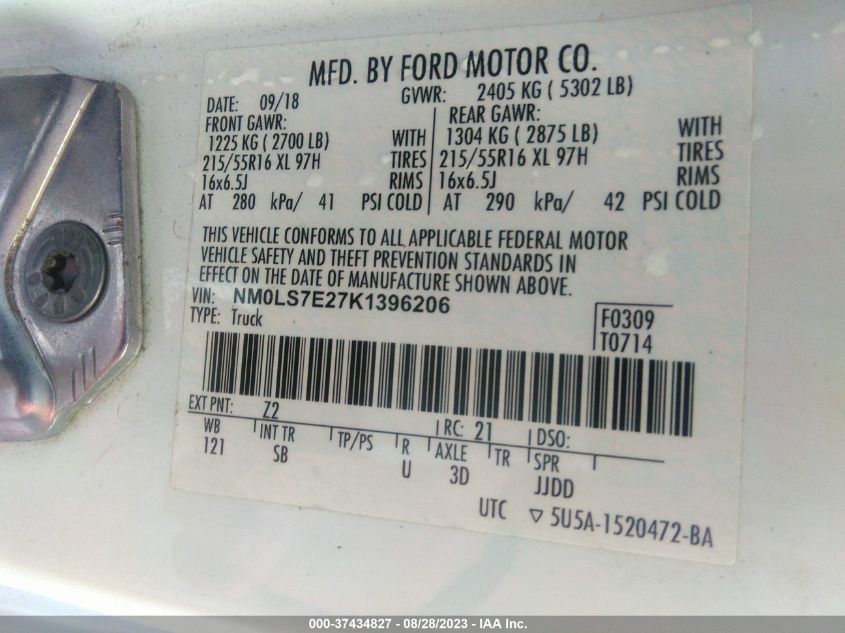 MFD. BY FORD MOTOR CO.
DATE: 09/18 GVWR: 2405 KG ( 5302 LB)
FRONT GAWR: REAR GAWR:
1225 KG ( 2700 LB) WITH 1304 KG ( 2875 LB) WITH
215/55R16 XL 97H TIRES 215/55R16 XL 97H TIRES
16x6.5J RIMS 16x6.5J RIMS
AT 280 kPa/ 41 PSI COLD AT 290 kPa/ 42 PSI COLD
THIS VEHICLE CONFORMS TO ALL APPLICABLE FEDERAL MOTOR
VEHICLE SAFETY AND THEFT PREVENTION STANDARDS IN
EFFECT ON THE DATE OF MANUFACTURE SHOWN ABOVE.
VIN: NM0LS7E27K1396206
TYPE: Truck
F0309
T0714
EXT PNT: Z2 RC: 21 DSO:
WB INT TR TP/PS R AXLE TR SPR
121 SB U 3D JJDD
UTC ▽ 5U5A-1520472-BA
000-37434827 - 08/28/2023 - IAA Inc.